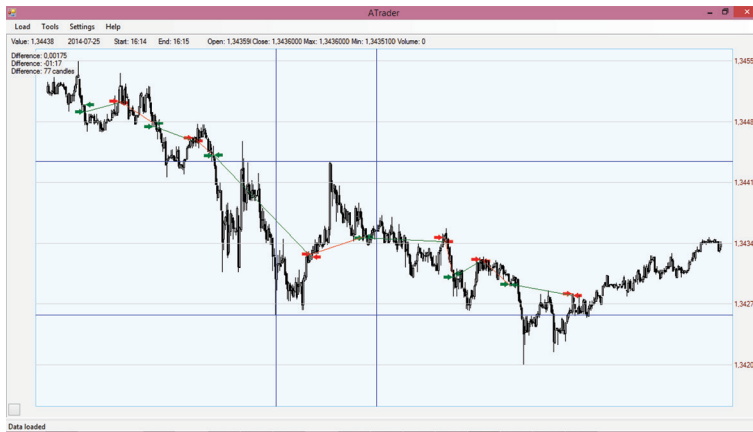 ATrader
Load Tools Settings Help
Value: 1,34438 2014-07-25 Start: 16:14 End: 16:15 Open: 1,34359( Close: 1,3436000 Max: 1,3436000 Min: 1,3435100 Volume: 0
Difference: 0,00175
Difference: -01:17
Difference: 77 candles
1,3455
1,3448
1,3441
1,3434
1,3427
1,3420
Data loaded